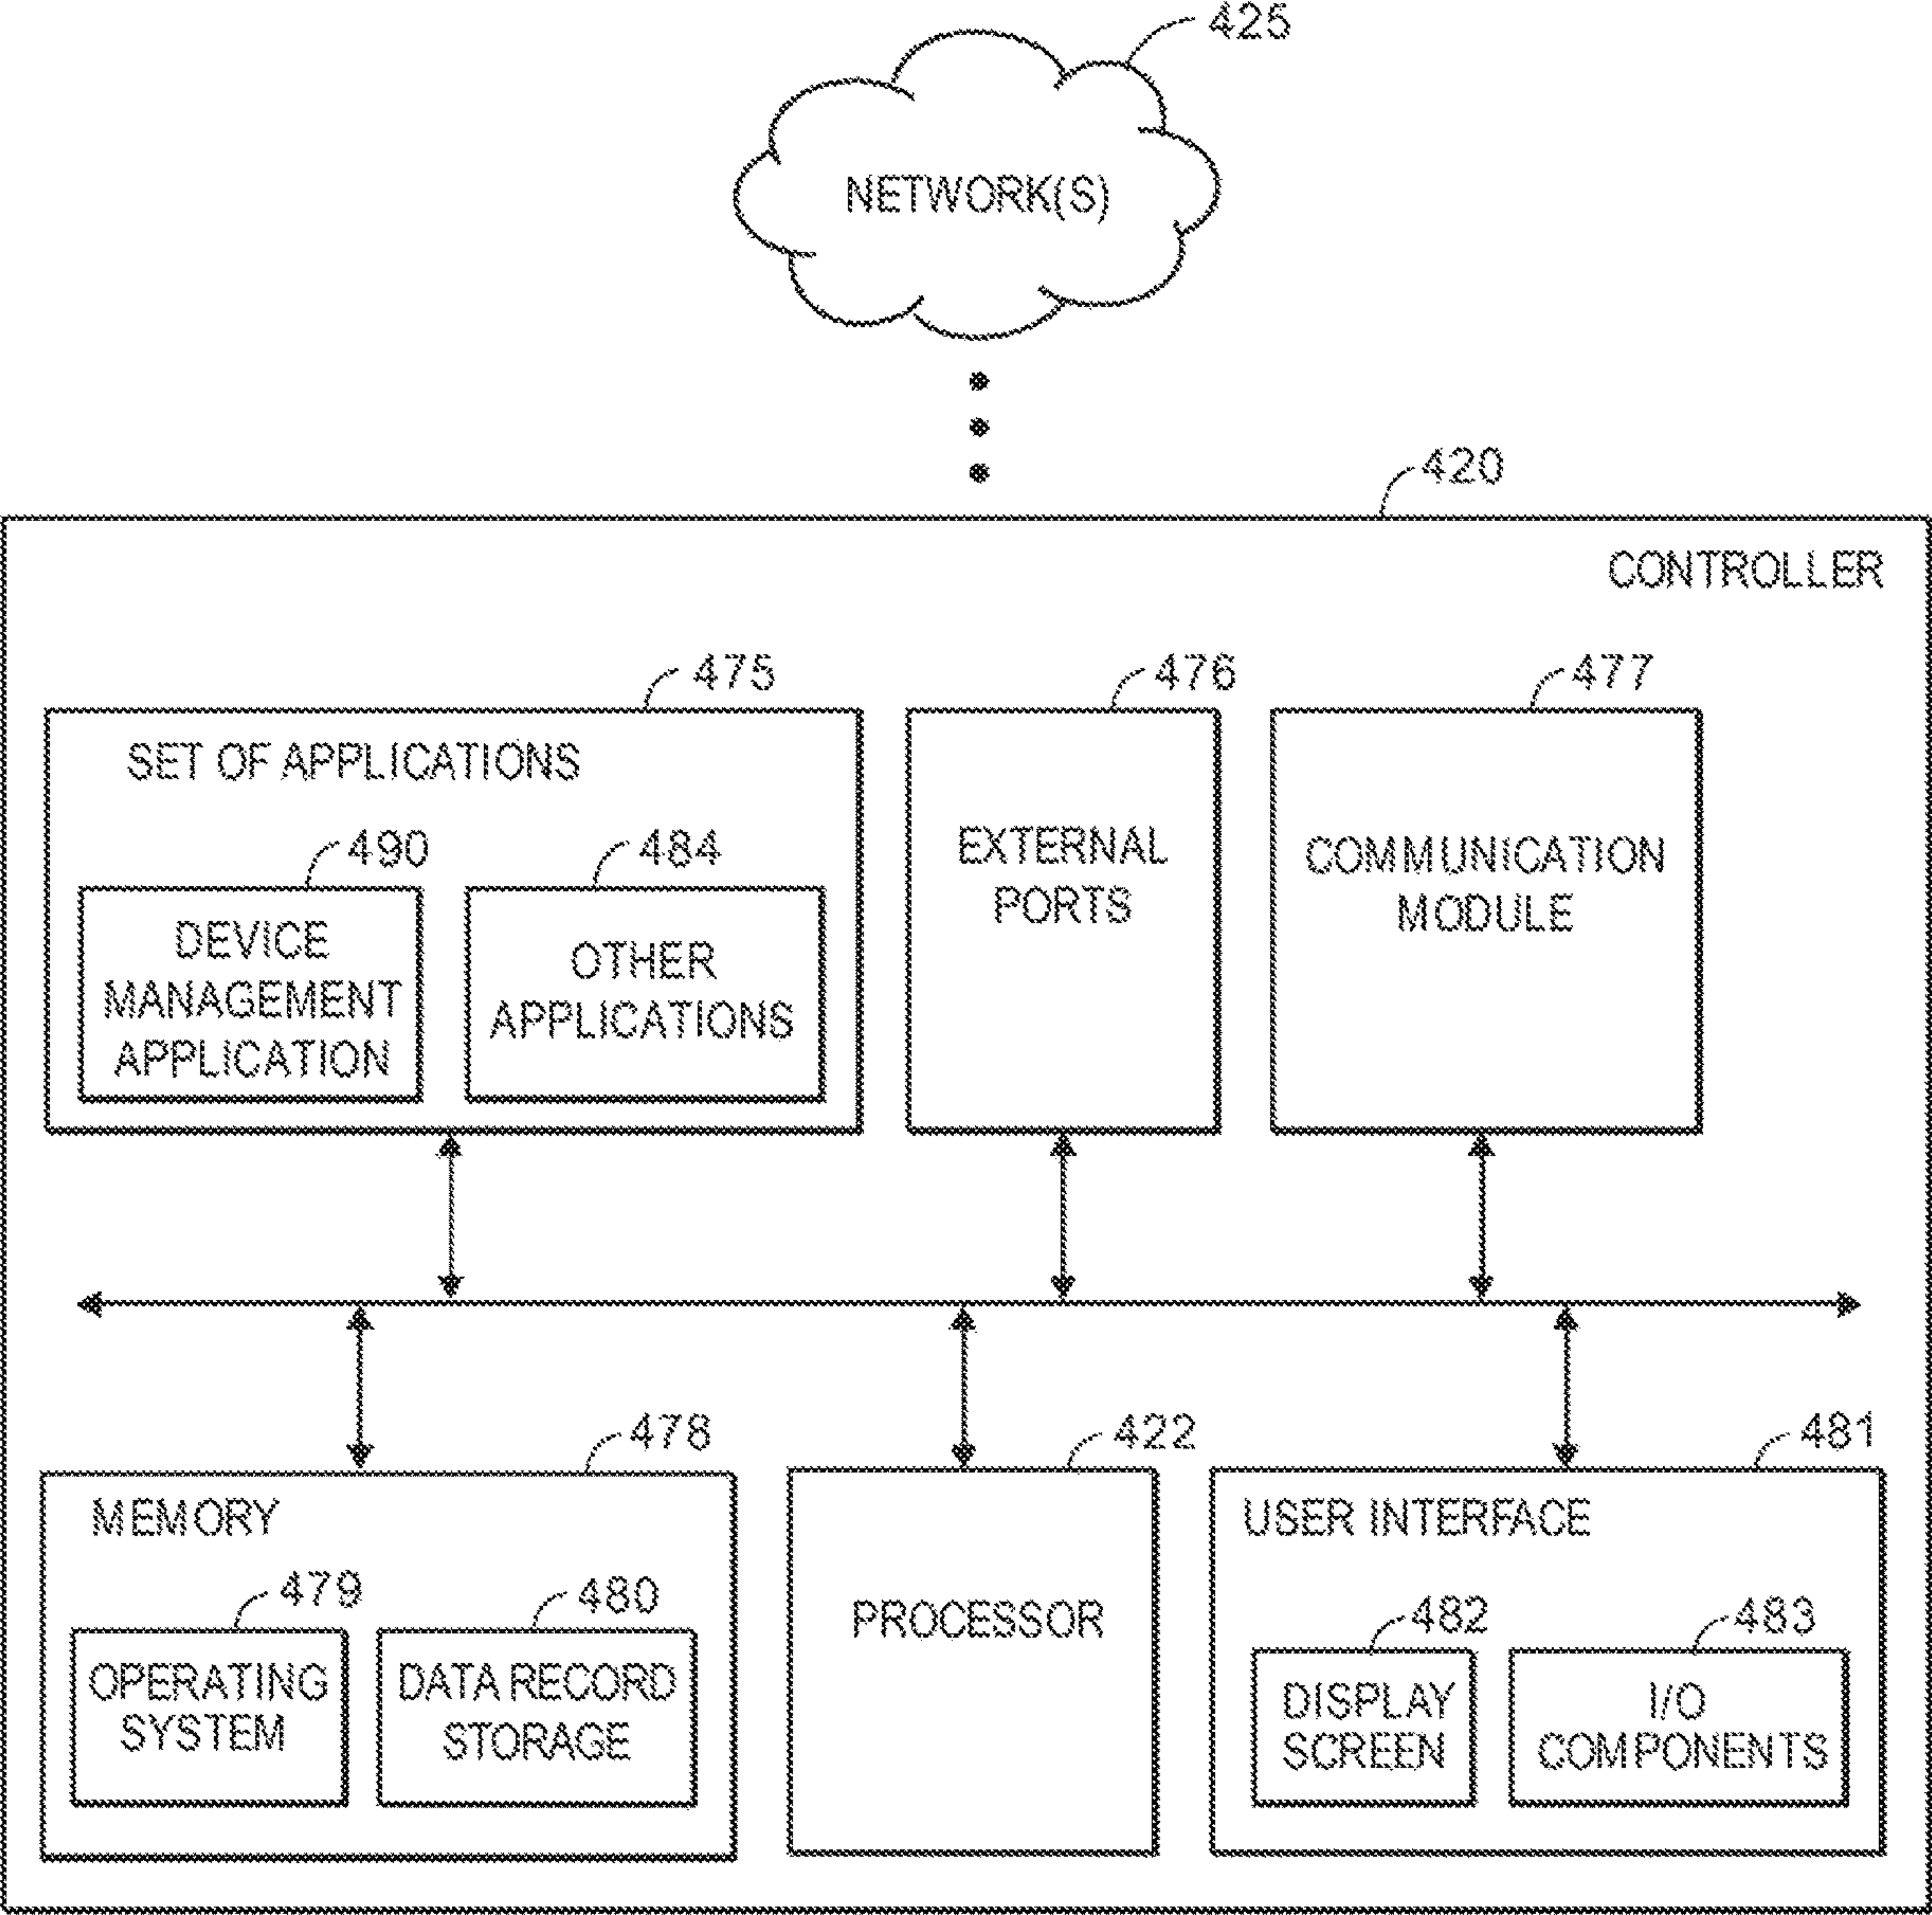 425
NETWORK(S)
420
CONTROLLER
475
SET OF APPLICATIONS
490
DEVICE
MANAGEMENT
APPLICATION
484
OTHER
APPLICATIONS
476
EXTERNAL
PORTS
477
COMMUNICATION
MODULE
478
MEMORY
479
OPERATING
SYSTEM
480
DATA RECORD
STORAGE
422
PROCESSOR
481
USER INTERFACE
482
DISPLAY
SCREEN
483
I/O
COMPONENTS